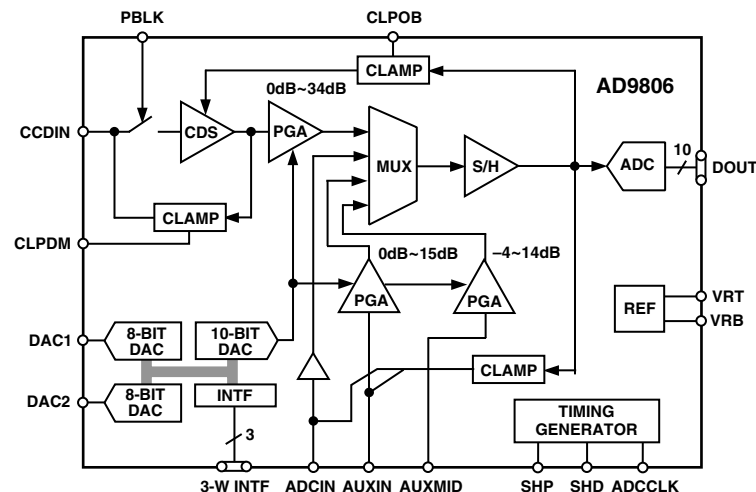 PBLK
CLPOB
CLAMP
AD9806
0dB~34dB
CCDIN
CDS
PGA
MUX
S/H
ADC
10
DOUT
CLAMP
CLPDM
0dB~15dB
–4~14dB
PGA
PGA
REF
VRT
VRB
DAC1
8-BIT
DAC
10-BIT
DAC
DAC2
8-BIT
DAC
INTF
CLAMP
3
TIMING
GENERATOR
3-W INTF
ADCIN
AUXIN
AUXMID
SHP
SHD
ADCCLK